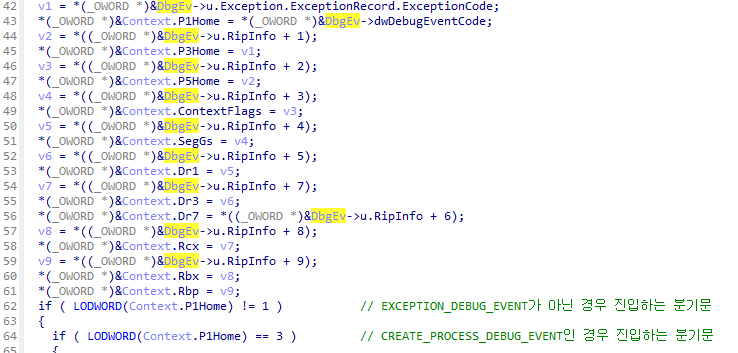 42 v1 = *(_OWORD *)&DbgEv->u.Exception.ExceptionRecord.ExceptionCode;
43 *(_OWORD *)&Context.P1Home = *(_OWORD *)&DbgEv->dwDebugEventCode;
44 v2 = *((_OWORD *)&DbgEv->u.RipInfo + 1);
45 *(_OWORD *)&Context.P3Home = v1;
46 v3 = *((_OWORD *)&DbgEv->u.RipInfo + 2);
47 *(_OWORD *)&Context.P5Home = v2;
48 v4 = *((_OWORD *)&DbgEv->u.RipInfo + 3);
49 *(_OWORD *)&Context.ContextFlags = v3;
50 v5 = *((_OWORD *)&DbgEv->u.RipInfo + 4);
51 *(_OWORD *)&Context.SegGs = v4;
52 v6 = *((_OWORD *)&DbgEv->u.RipInfo + 5);
53 *(_OWORD *)&Context.Dr1 = v5;
54 v7 = *((_OWORD *)&DbgEv->u.RipInfo + 7);
55 *(_OWORD *)&Context.Dr3 = v6;
56 *(_OWORD *)&Context.Dr7 = *((_OWORD *)&DbgEv->u.RipInfo + 6);
57 v8 = *((_OWORD *)&DbgEv->u.RipInfo + 8);
58 *(_OWORD *)&Context.Rcx = v7;
59 v9 = *((_OWORD *)&DbgEv->u.RipInfo + 9);
60 *(_OWORD *)&Context.Rbx = v8;
61 *(_OWORD *)&Context.Rbp = v9;
62 if ( LODWORD(Context.P1Home) != 1 ) // EXCEPTION_DEBUG_EVENT가 아닌 경우 진입하는 분기문
63 {
64 if ( LODWORD(Context.P1Home) == 3 ) // CREATE_PROCESS_DEBUG_EVENT인 경우 진입하는 분기문
65 {